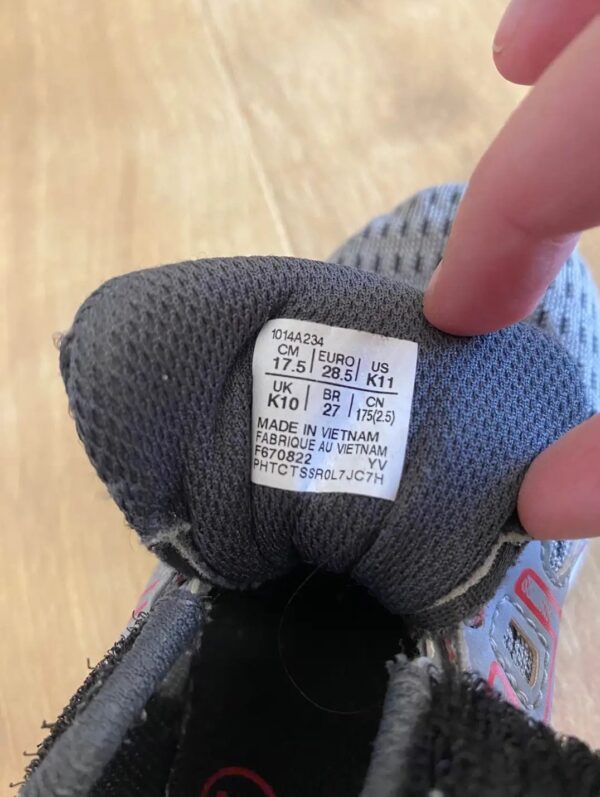 1014A234
CM 17.5 | EURO 28.5 | US K11
UK K10 | BR 27 | CN 175(2.5)
MADE IN VIETNAM
FABRIQUE AU VIETNAM
F670822 YV
PHTCTSSR0L7JC7H